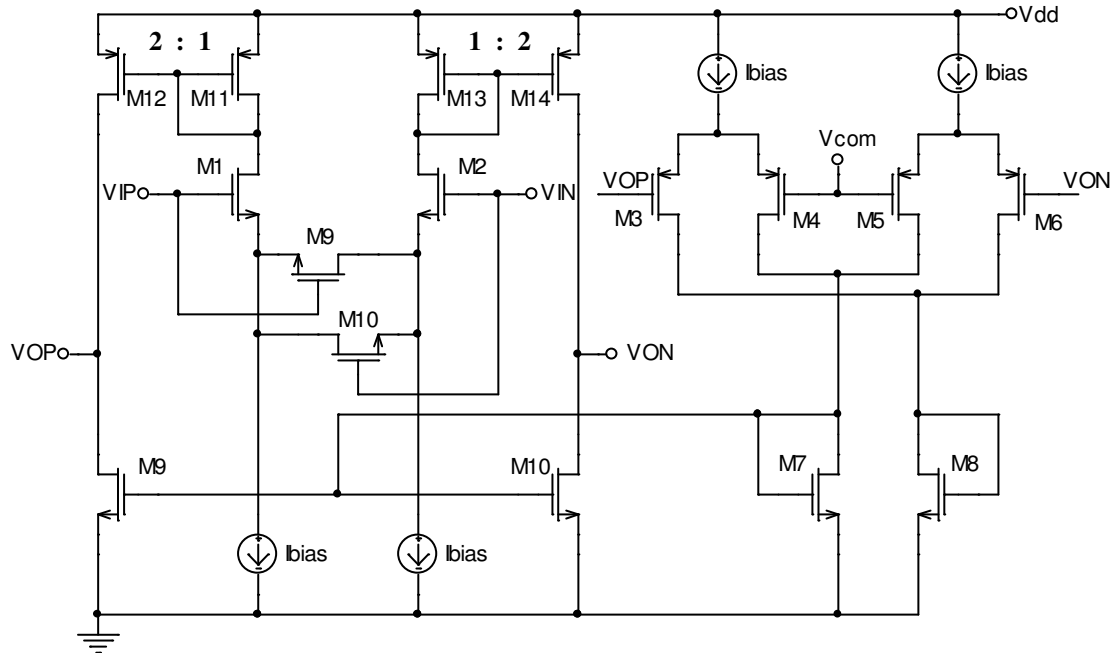 Vdd
2 : 1
1 : 2
M12
M11
M13
M14
Ibias
Ibias
M1
M2
Vcom
VIP
VIN
VOP
VON
M3
M4
M5
M6
M9
M10
VOP
VON
M9
M10
M7
M8
Ibias
Ibias